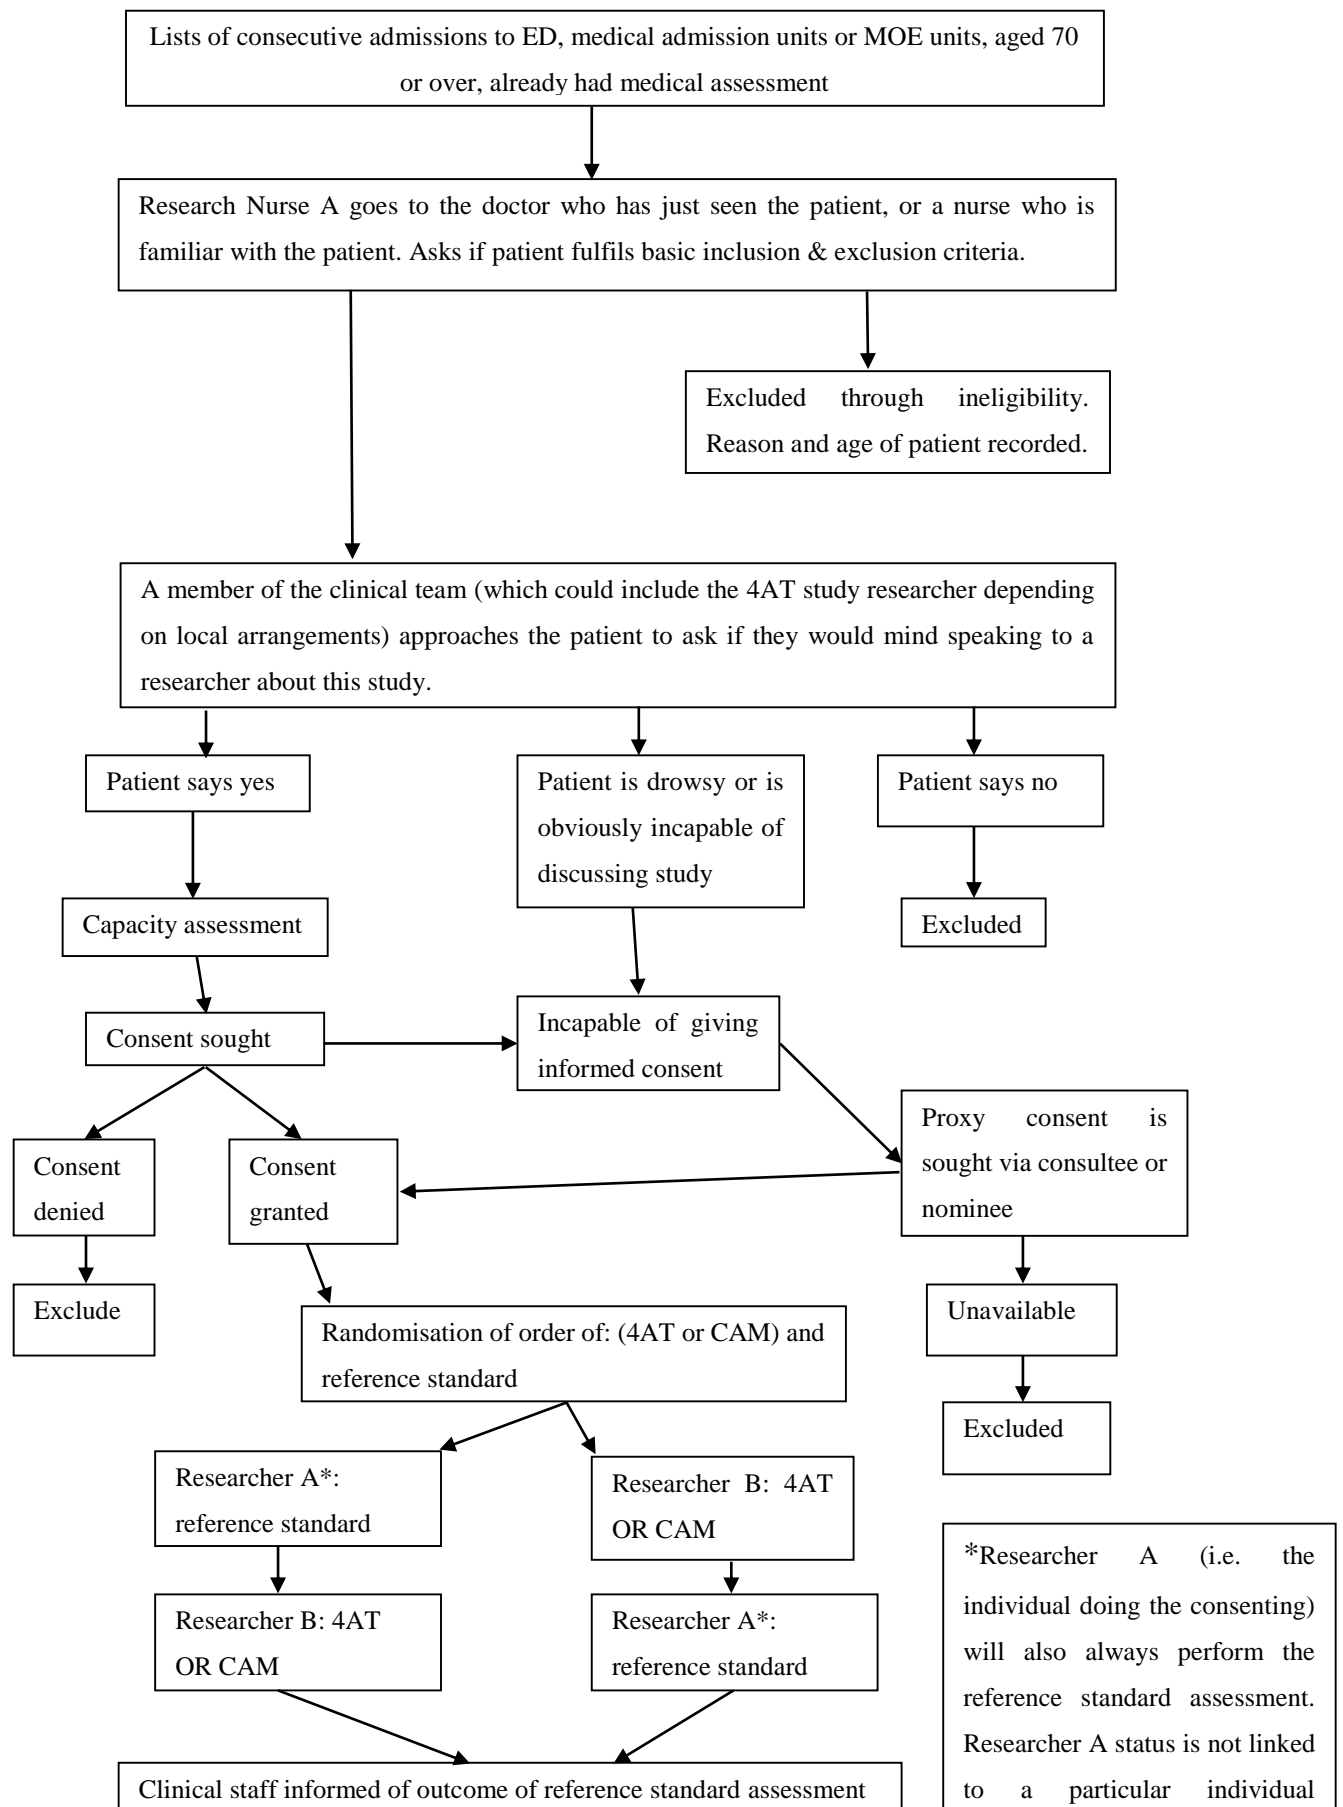 Lists of consecutive admissions to ED, medical admission units or MOE units, aged 70
or over, already had medical assessment
Research Nurse A goes to the doctor who has just seen the patient, or a nurse who is
familiar with the patient. Asks if patient fulfils basic inclusion & exclusion criteria.
Excluded through ineligibility.
Reason and age of patient recorded.
A member of the clinical team (which could include the 4AT study researcher depending
on local arrangements) approaches the patient to ask if they would mind speaking to a
researcher about this study.
Patient says yes
Patient is drowsy or is
obviously incapable of
discussing study
Patient says no
Capacity assessment
Excluded
Consent sought
Incapable of giving
informed consent
Proxy consent is
sought via consultee or
nominee
Consent
denied
Consent
granted
Exclude
Unavailable
Randomisation of order of: (4AT or CAM) and
reference standard
Excluded
Researcher A*:
reference standard
Researcher B: 4AT
OR CAM
Researcher B: 4AT
OR CAM
Researcher A*:
reference standard
*Researcher A (i.e. the
individual doing the consenting)
will also always perform the
reference standard assessment.
Researcher A status is not linked
to a particular individual
Clinical staff informed of outcome of reference standard assessment